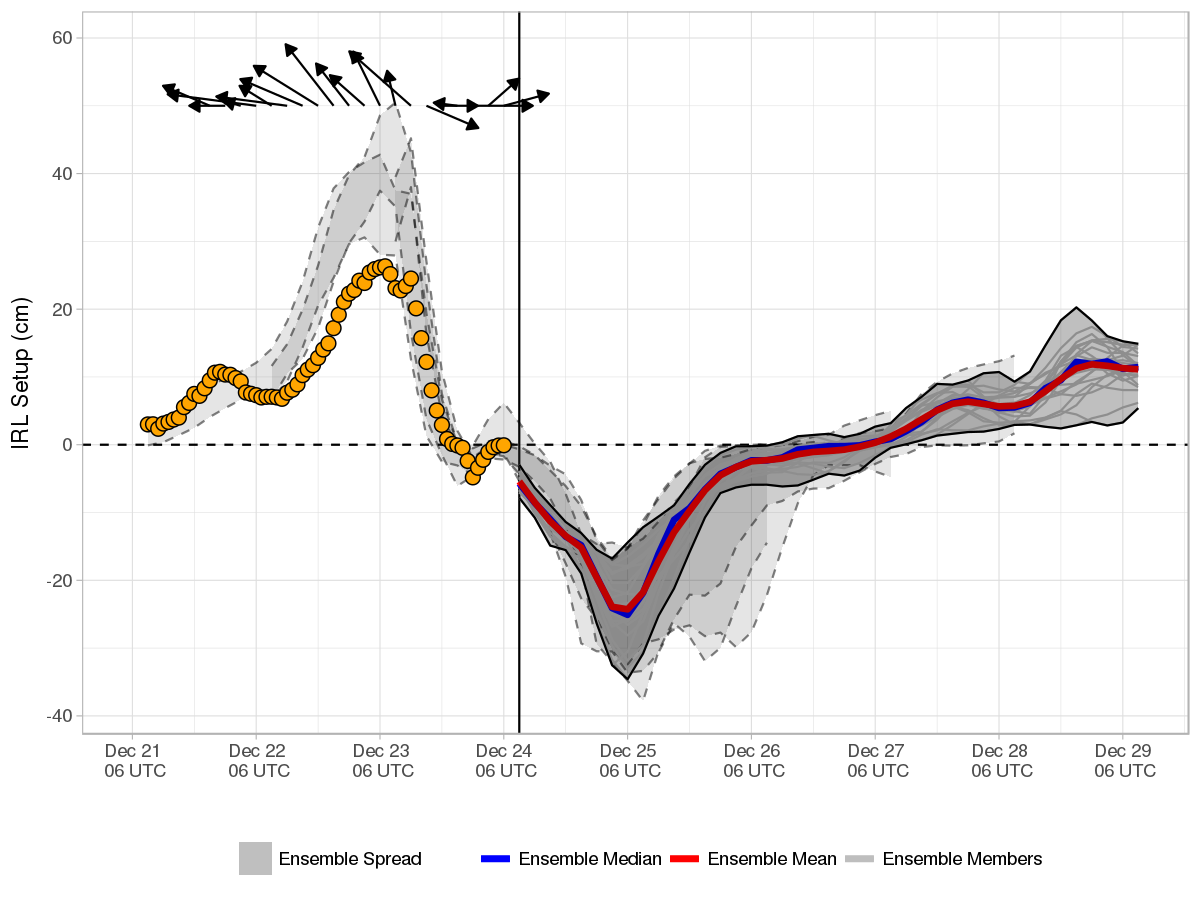 IRL Setup (cm)
60
40
20
0
-20
-40
Dec 21
06 UTC
Dec 22
06 UTC
Dec 23
06 UTC
Dec 24
06 UTC
Dec 25
06 UTC
Dec 26
06 UTC
Dec 27
06 UTC
Dec 28
06 UTC
Dec 29
06 UTC
Ensemble Spread
Ensemble Median
Ensemble Mean
Ensemble Members